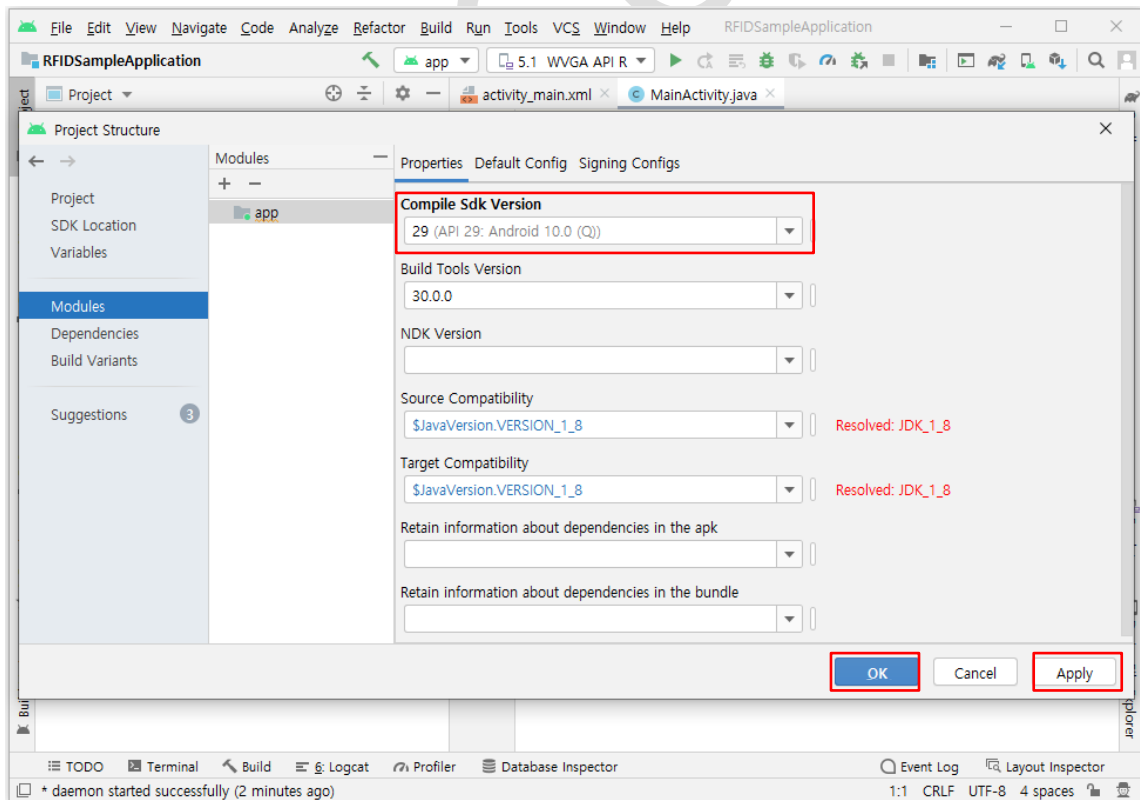 File Edit View Navigate Code Analyze Refactor Build Run Tools VCS Window Help RFIDSampleApplication
RFIDSampleApplication app 5.1 WVGA API R
Project activity_main.xml MainActivity.java
Project Structure
Modules
Properties Default Config Signing Configs
Project
SDK Location
Variables
Modules
Dependencies
Build Variants
Suggestions 3
app
Compile Sdk Version
29 (API 29: Android 10.0 (Q))
Build Tools Version
30.0.0
NDK Version
Source Compatibility
$JavaVersion.VERSION_1_8 Resolved: JDK_1_8
Target Compatibility
$JavaVersion.VERSION_1_8 Resolved: JDK_1_8
Retain information about dependencies in the apk
Retain information about dependencies in the bundle
OK Cancel Apply
TODO Terminal Build 6: Logcat Profiler Database Inspector Event Log Layout Inspector
* daemon started successfully (2 minutes ago) 1:1 CRLF UTF-8 4 spaces